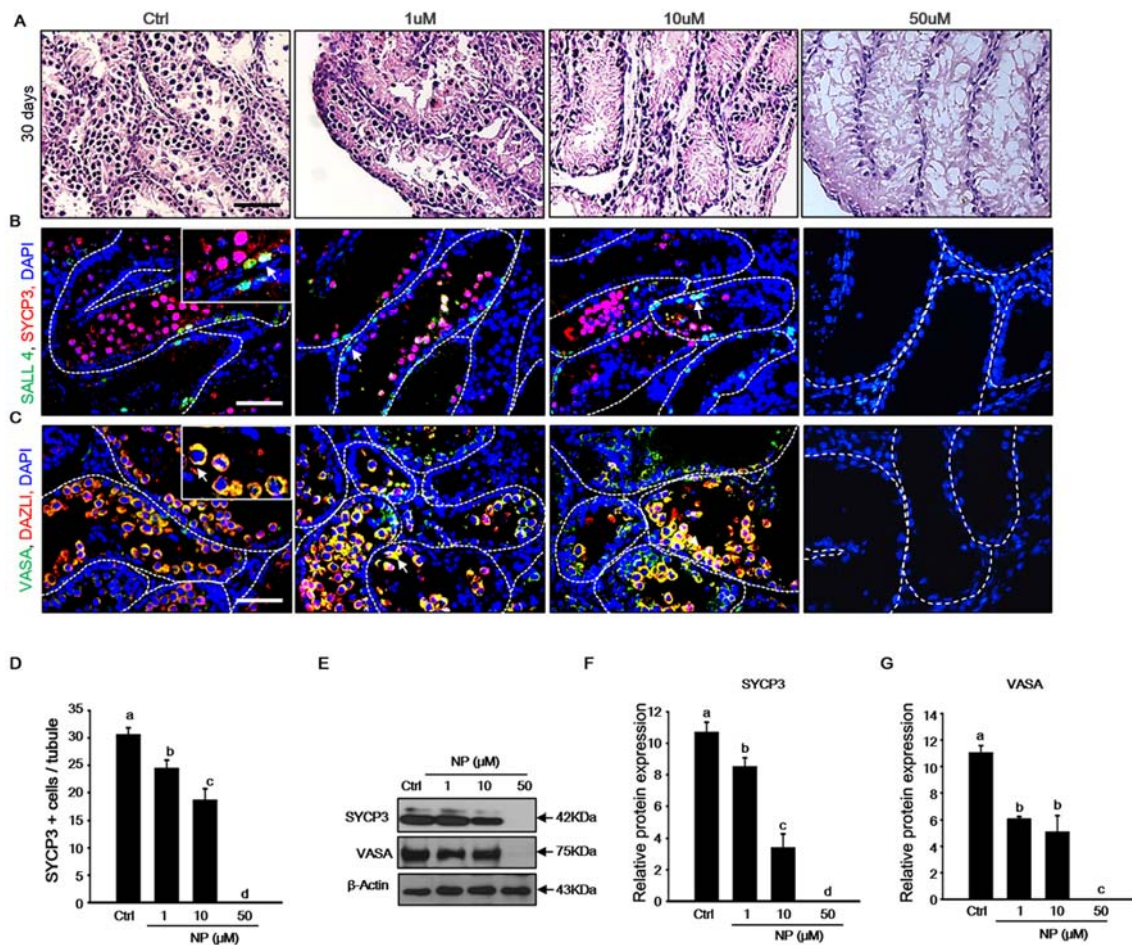 A
Ctrl
1uM
10uM
50uM
30 days
B
SALL 4, SYCP3, DAPI
C
VASA, DAZLI, DAPI
D
SYCP3 + cells / tubule
35
30
25
20
15
10
5
0
a
b
c
d
Ctrl
1
10
50
NP (μM)
E
NP (μM)
Ctrl 1 10 50
SYCP3 42KDa
VASA 75KDa
β-Actin 43KDa
F
SYCP3
Relative protein expression
12
10
8
6
4
2
0
a
b
c
d
Ctrl
1
10
50
NP (μM)
G
VASA
Relative protein expression
14
12
10
8
6
4
2
0
a
b
b
c
Ctrl
1
10
50
NP (μM)